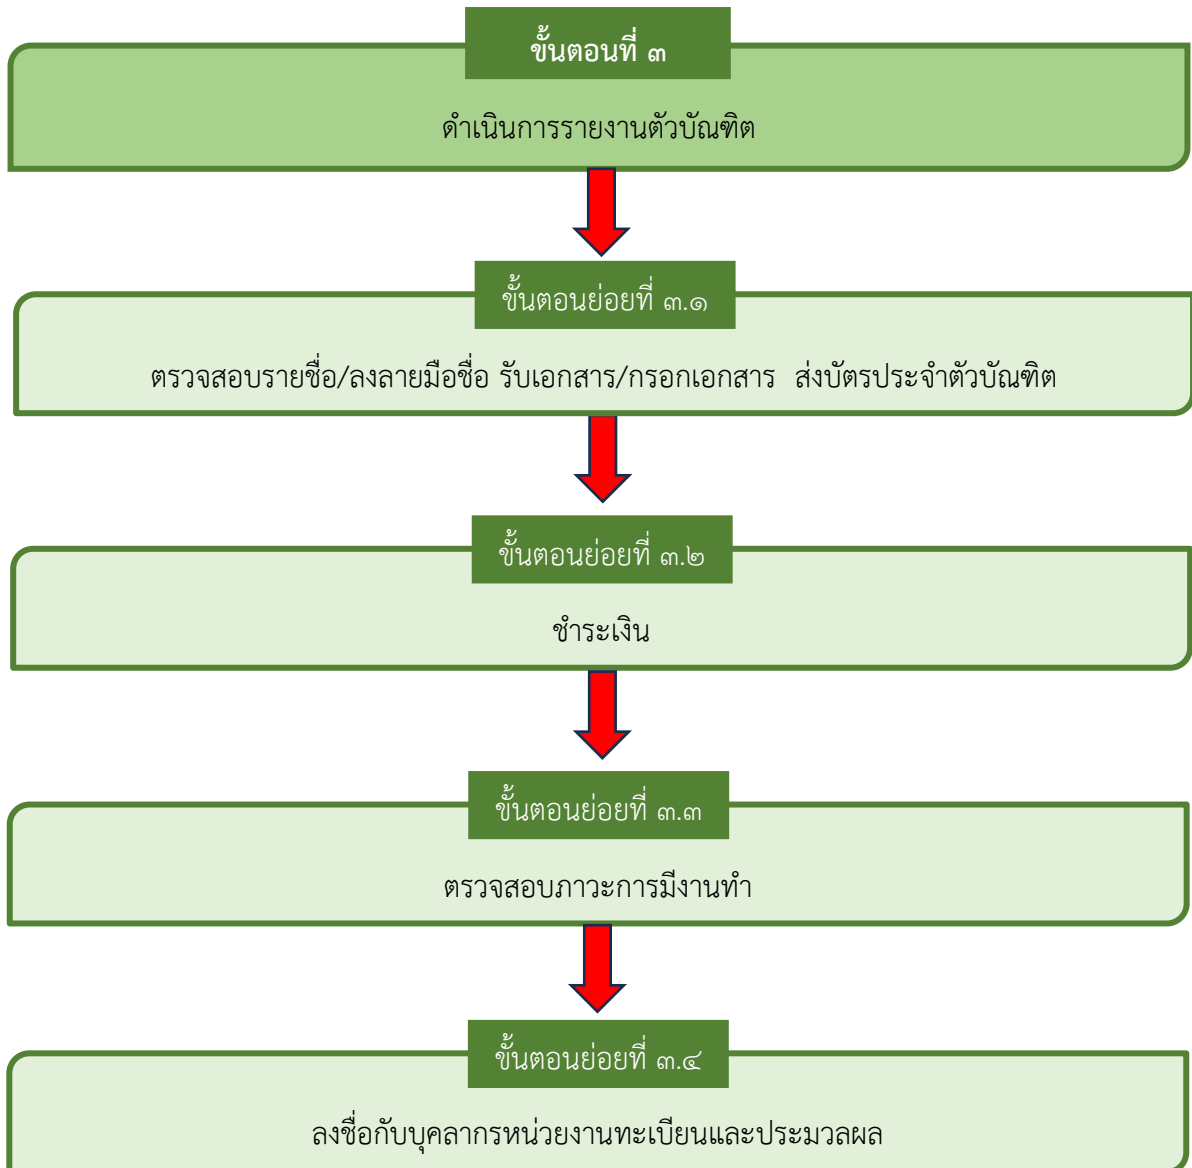 ขั้นตอนที่ ๓
ดำเนินการรายงานตัวบัณฑิต
ขั้นตอนย่อยที่ ๓.๑
ตรวจสอบรายชื่อ/ลงลายมือชื่อ รับเอกสาร/กรอกเอกสาร ส่งบัตรประจำตัวบัณฑิต
ขั้นตอนย่อยที่ ๓.๒
ชำระเงิน
ขั้นตอนย่อยที่ ๓.๓
ตรวจสอบภาวะการมีงานทำ
ขั้นตอนย่อยที่ ๓.๔
ลงชื่อกับบุคลากรหน่วยงานทะเบียนและประมวลผล